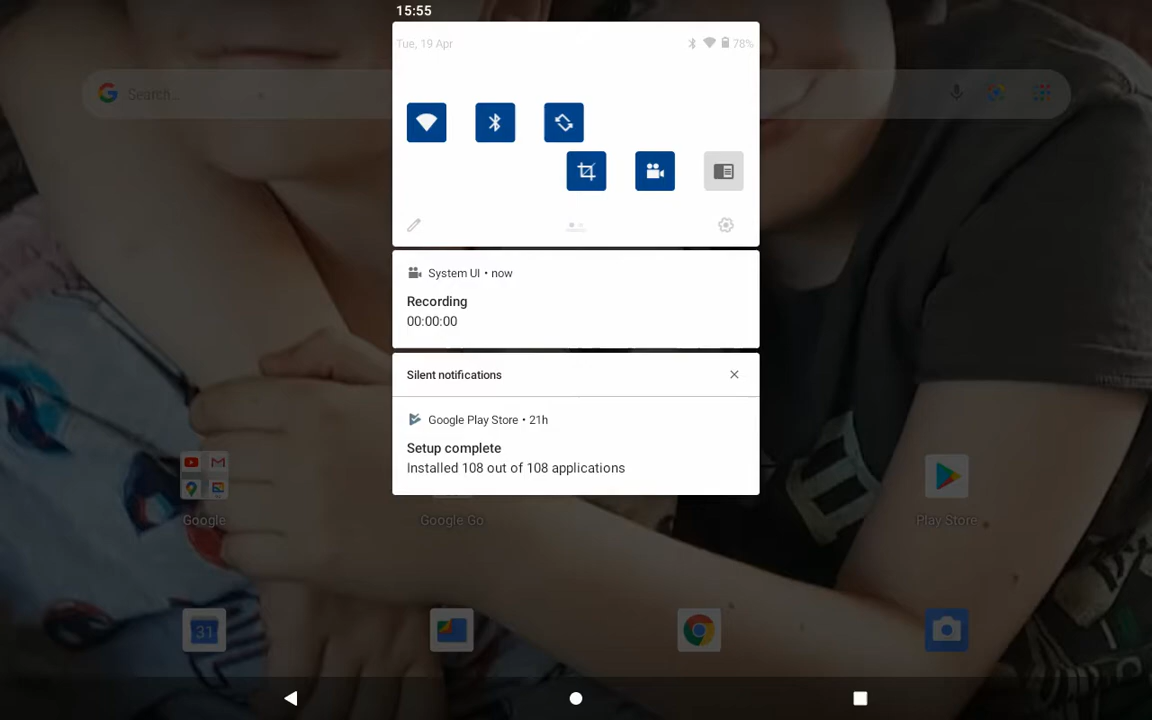 15:55
Tue, 19 Apr
78%
Search...
System UI • now
Recording
00:00:00
Silent notifications
Google Play Store • 21h
Setup complete
Installed 108 out of 108 applications
Google
Google Go
Play Store
31